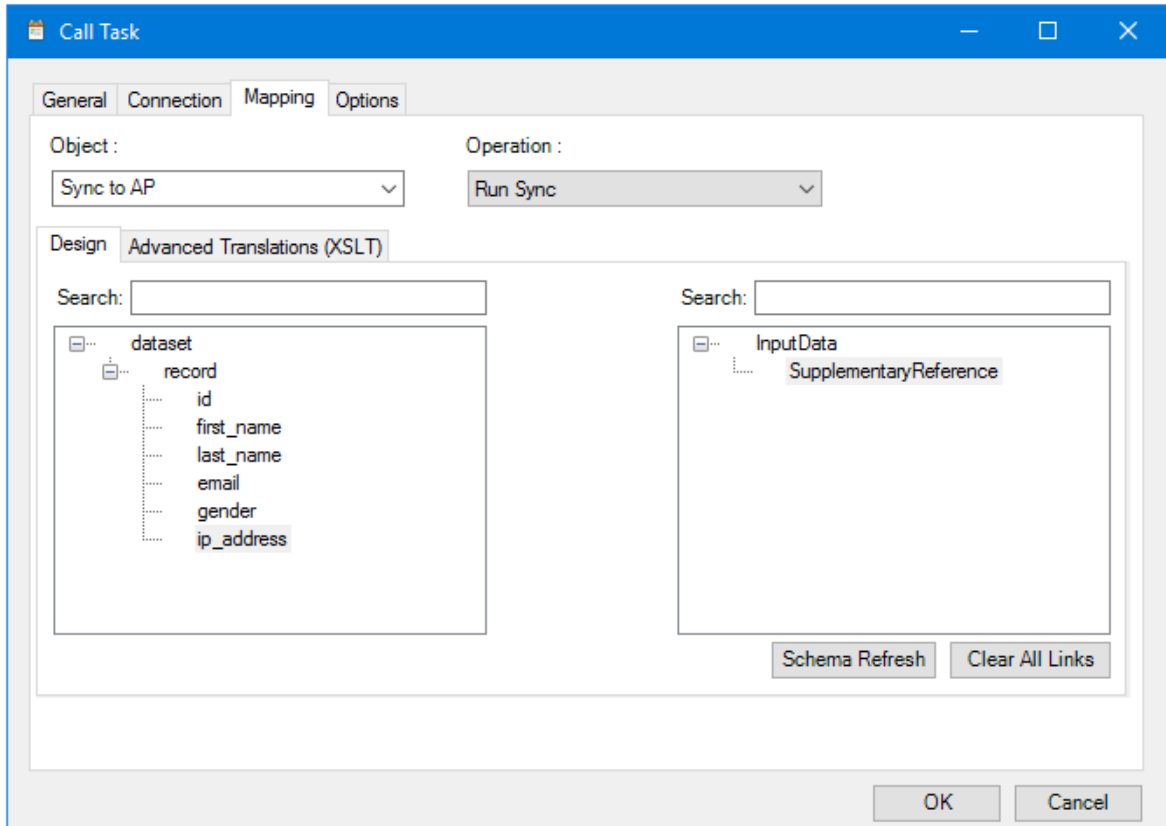 Call Task
General Connection Mapping Options
Object : Operation :
Sync to AP Run Sync
Design Advanced Translations (XSLT)
Search: Search:
dataset InputData
record SupplementaryReference
id
first_name
last_name
email
gender
ip_address
Schema Refresh Clear All Links
OK Cancel